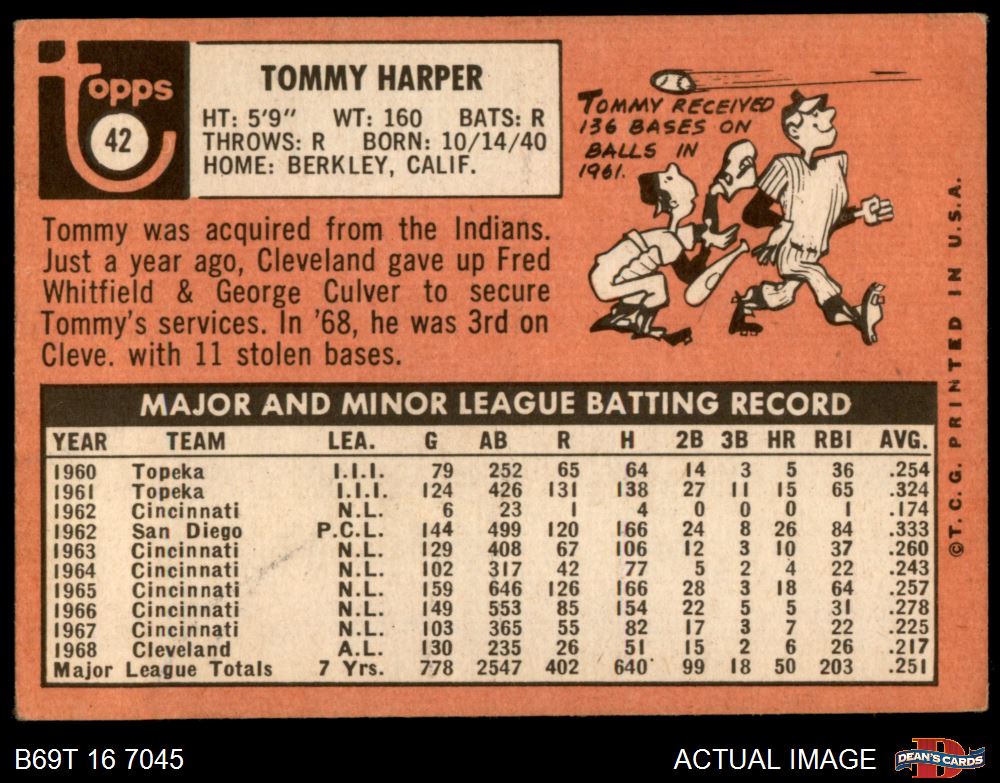 topps
42
TOMMY HARPER
HT: 5'9" WT: 160 BATS: R
THROWS: R BORN: 10/14/40
HOME: BERKLEY, CALIF.
TOMMY RECEIVED
136 BASES ON
BALLS IN
1961.
Tommy was acquired from the Indians.
Just a year ago, Cleveland gave up Fred
Whitfield & George Culver to secure
Tommy's services. In '68, he was 3rd on
Cleve. with 11 stolen bases.
MAJOR AND MINOR LEAGUE BATTING RECORD
YEAR TEAM LEA. G AB R H 2B 3B HR RBI AVG.
1960 Topeka I.I.I. 79 252 65 64 14 3 5 36 .254
1961 Topeka I.I.I. 124 426 131 138 27 11 15 65 .324
1962 Cincinnati N.L. 6 23 1 4 0 0 0 1 .174
1962 San Diego P.C.L. 144 499 120 166 24 8 26 84 .333
1963 Cincinnati N.L. 129 408 67 106 12 3 10 37 .260
1964 Cincinnati N.L. 102 317 42 77 5 2 4 22 .243
1965 Cincinnati N.L. 159 646 126 166 28 3 18 64 .257
1966 Cincinnati N.L. 149 553 85 154 22 5 5 31 .278
1967 Cincinnati N.L. 103 365 55 82 17 3 7 22 .225
1968 Cleveland A.L. 130 235 26 51 15 2 6 26 .217
Major League Totals 7 Yrs. 778 2547 402 640 99 18 50 203 .251
© T. C. G. PRINTED IN U.S.A.
B69T 16 7045
ACTUAL IMAGE
D
DEAN'S CARDS